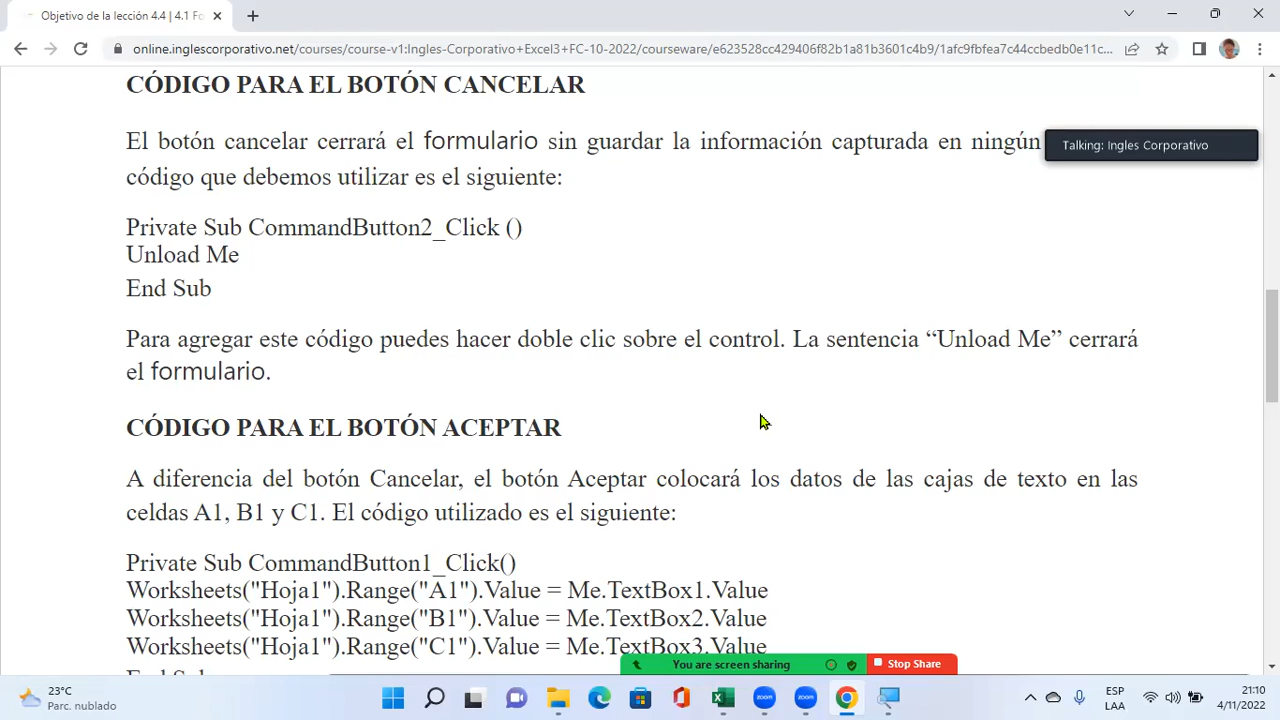 Objetivo de la lección 4.4 | 4.1 Fo
online.inglescorporativo.net/courses/course-v1:Ingles-Corporativo+Excel3+FC-10-2022/courseware/e623528cc429406f82b1a81b3601c4b9/1afc9fbfea7c44ccbedb0e11c...
CÓDIGO PARA EL BOTÓN CANCELAR
El botón cancelar cerrará el formulario sin guardar la información capturada en ningún
Talking: Ingles Corporativo
código que debemos utilizar es el siguiente:
Private Sub CommandButton2_Click ()
Unload Me
End Sub
Para agregar este código puedes hacer doble clic sobre el control. La sentencia “Unload Me” cerrará
el formulario.
CÓDIGO PARA EL BOTÓN ACEPTAR
A diferencia del botón Cancelar, el botón Aceptar colocará los datos de las cajas de texto en las
celdas A1, B1 y C1. El código utilizado es el siguiente:
Private Sub CommandButton1_Click()
Worksheets("Hoja1").Range("A1").Value = Me.TextBox1.Value
Worksheets("Hoja1").Range("B1").Value = Me.TextBox2.Value
Worksheets("Hoja1").Range("C1").Value = Me.TextBox3.Value
End Sub
You are screen sharing
Stop Share
23°C
Parc. nublado
zoom
zoom
ESP
LAA
21:10
4/11/2022